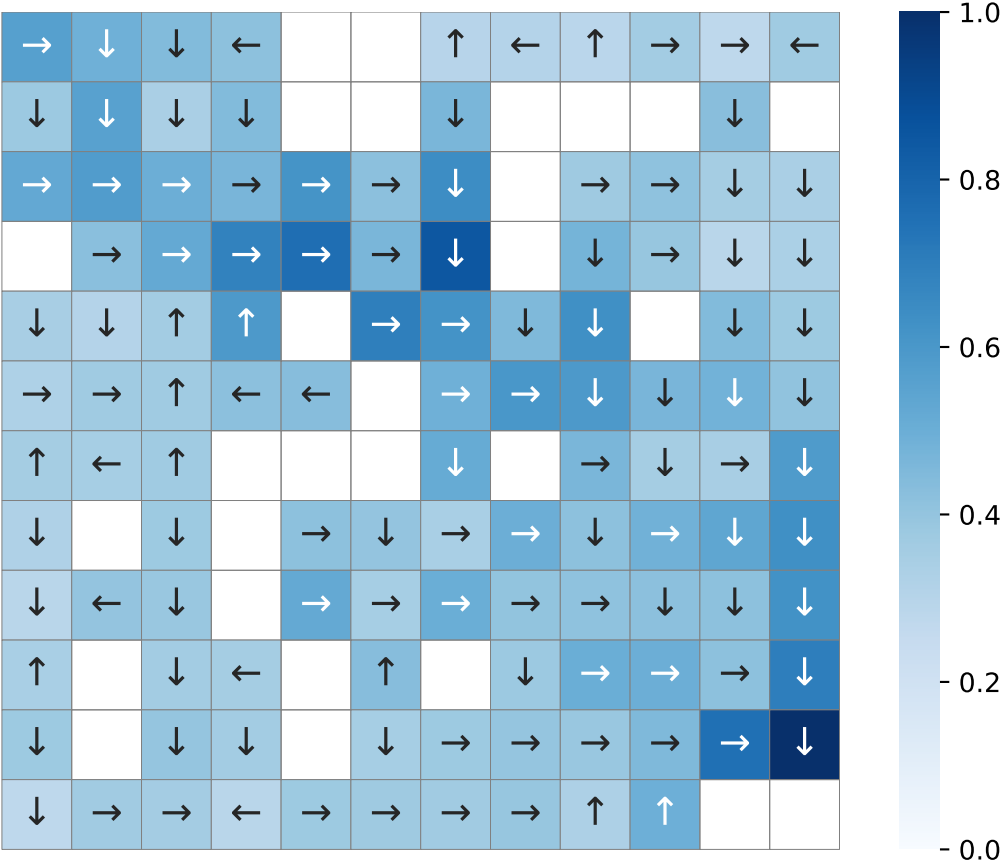 → ↓ ↓ ← ↑ ← ↑ → → ← 1.0
↓ ↓ ↓ ↓ ↓ ↓
→ → → → → → ↓ → → ↓ ↓ 0.8
→ → → → → ↓ ↓ → ↓ ↓
↓ ↓ ↑ ↑ → → ↓ ↓ ↓ ↓ 0.6
→ → ↑ ← ← → → ↓ ↓ ↓ ↓
↑ ← ↑ ↓ → ↓ → ↓
↓ ↓ → ↓ → → ↓ → ↓ ↓ 0.4
↓ ← ↓ → → → → → ↓ ↓ ↓
↑ ↓ ← ↑ ↓ → → → ↓ 0.2
↓ ↓ ↓ ↓ → → → → → ↓
↓ → → ← → → → → ↑ ↑ 0.0